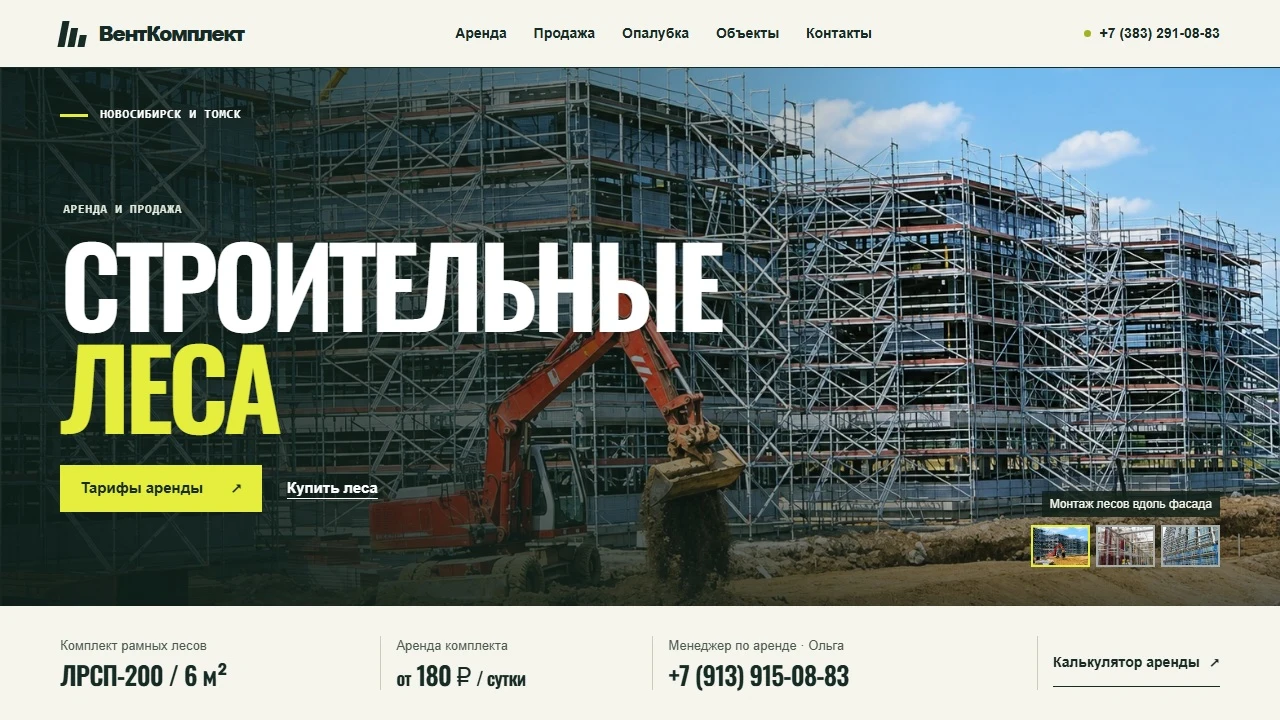 ВентКомплект
Аренда Продажа Опалубка Объекты Контакты
+7 (383) 291-08-83
НОВОСИБИРСК И ТОМСК
АРЕНДА И ПРОДАЖА
СТРОИТЕЛЬНЫЕ
ЛЕСА
Тарифы аренды ↗
Купить леса
Монтаж лесов вдоль фасада
Комплект рамных лесов
ЛРСП-200 / 6 м²
Аренда комплекта
от 180 ₽ / сутки
Менеджер по аренде · Ольга
+7 (913) 915-08-83
Калькулятор аренды ↗